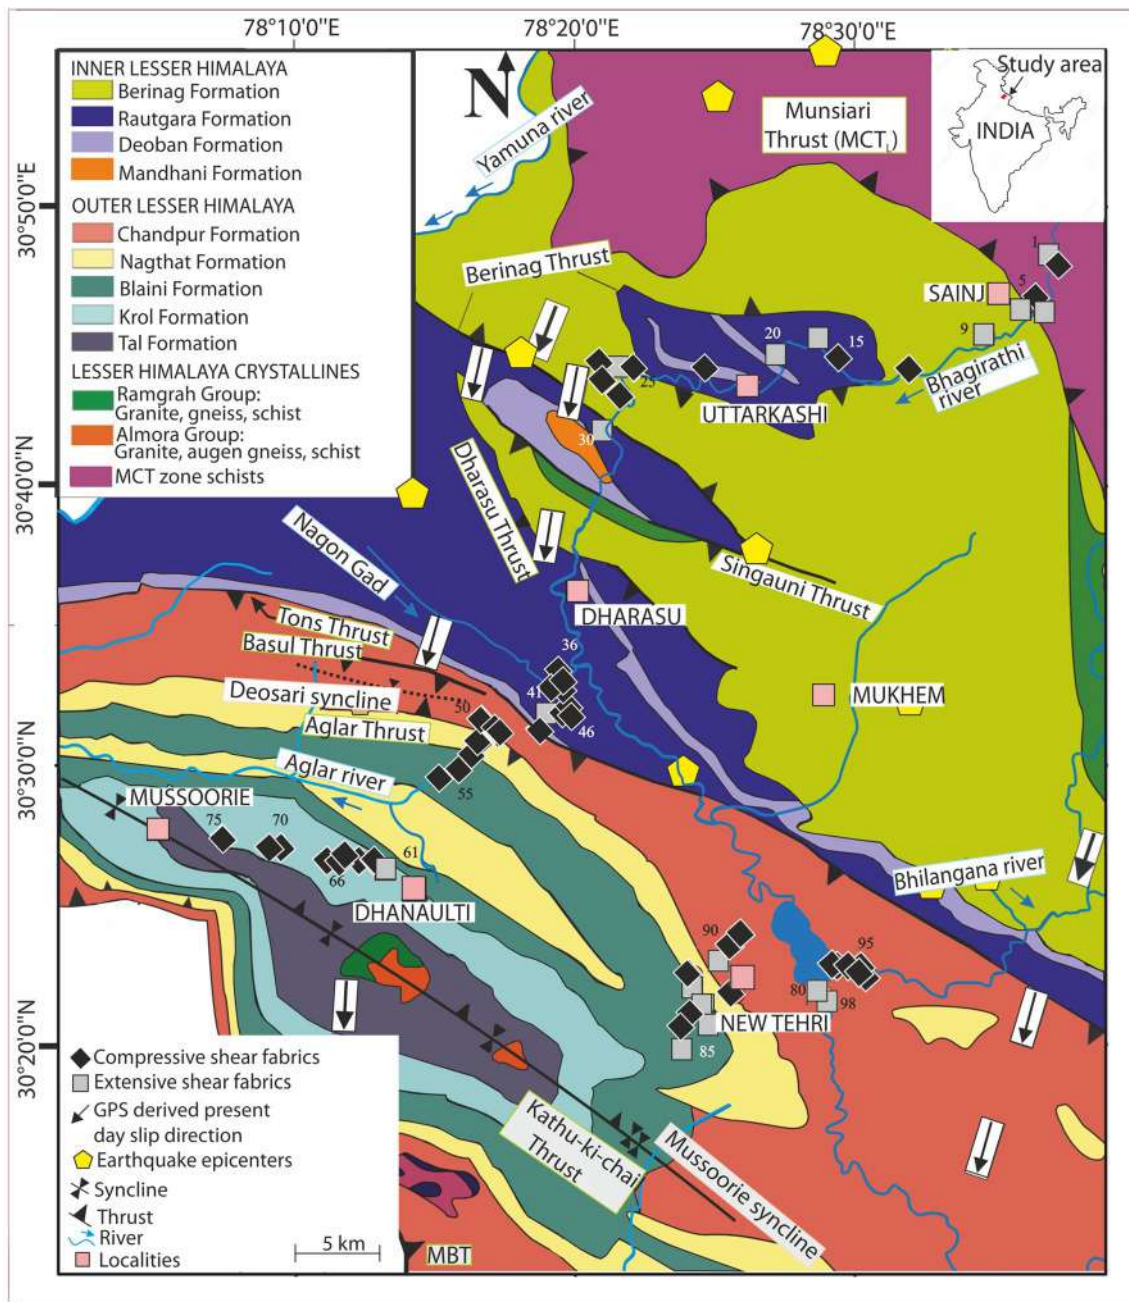 78°10'0"E
78°20'0"E
78°30'0"E
INNER LESSER HIMALAYA
Berinag Formation
Rautgara Formation
Deoban Formation
Mandhani Formation
OUTER LESSER HIMALAYA
Chandpur Formation
Nagthat Formation
Blaini Formation
Krol Formation
Tal Formation
LESSER HIMALAYA CRYSTALLINES
Ramgrah Group:
Granite, gneiss, schist
Almora Group:
Granite, augen gneiss, schist
MCT zone schists
N
Yamuna river
Munsiari
Thrust (MCTL)
Study area
INDIA
30°50'0"E
30°40'0"N
30°30'0"N
30°20'0"N
Berinag Thrust
SAINJ
1
5
9
15
20
25
30
Bhagirathi
river
UTTARKASHI
Dharasu Thrust
Singauni Thrust
Nagon Gad
DHARASU
Tons Thrust
Basul Thrust
Deosari syncline
Aglar Thrust
Aglar river
36
41
46
50
55
MUKHEM
MUSSOORIE
75
70
66
61
DHANAULTI
Bhilangana river
90
95
80
98
85
NEW TEHRI
Kathu-ki-chai
Thrust
Mussoorie syncline
MBT
Compressive shear fabrics
Extensive shear fabrics
GPS derived present
day slip direction
Earthquake epicenters
Syncline
Thrust
River
Localities
5 km